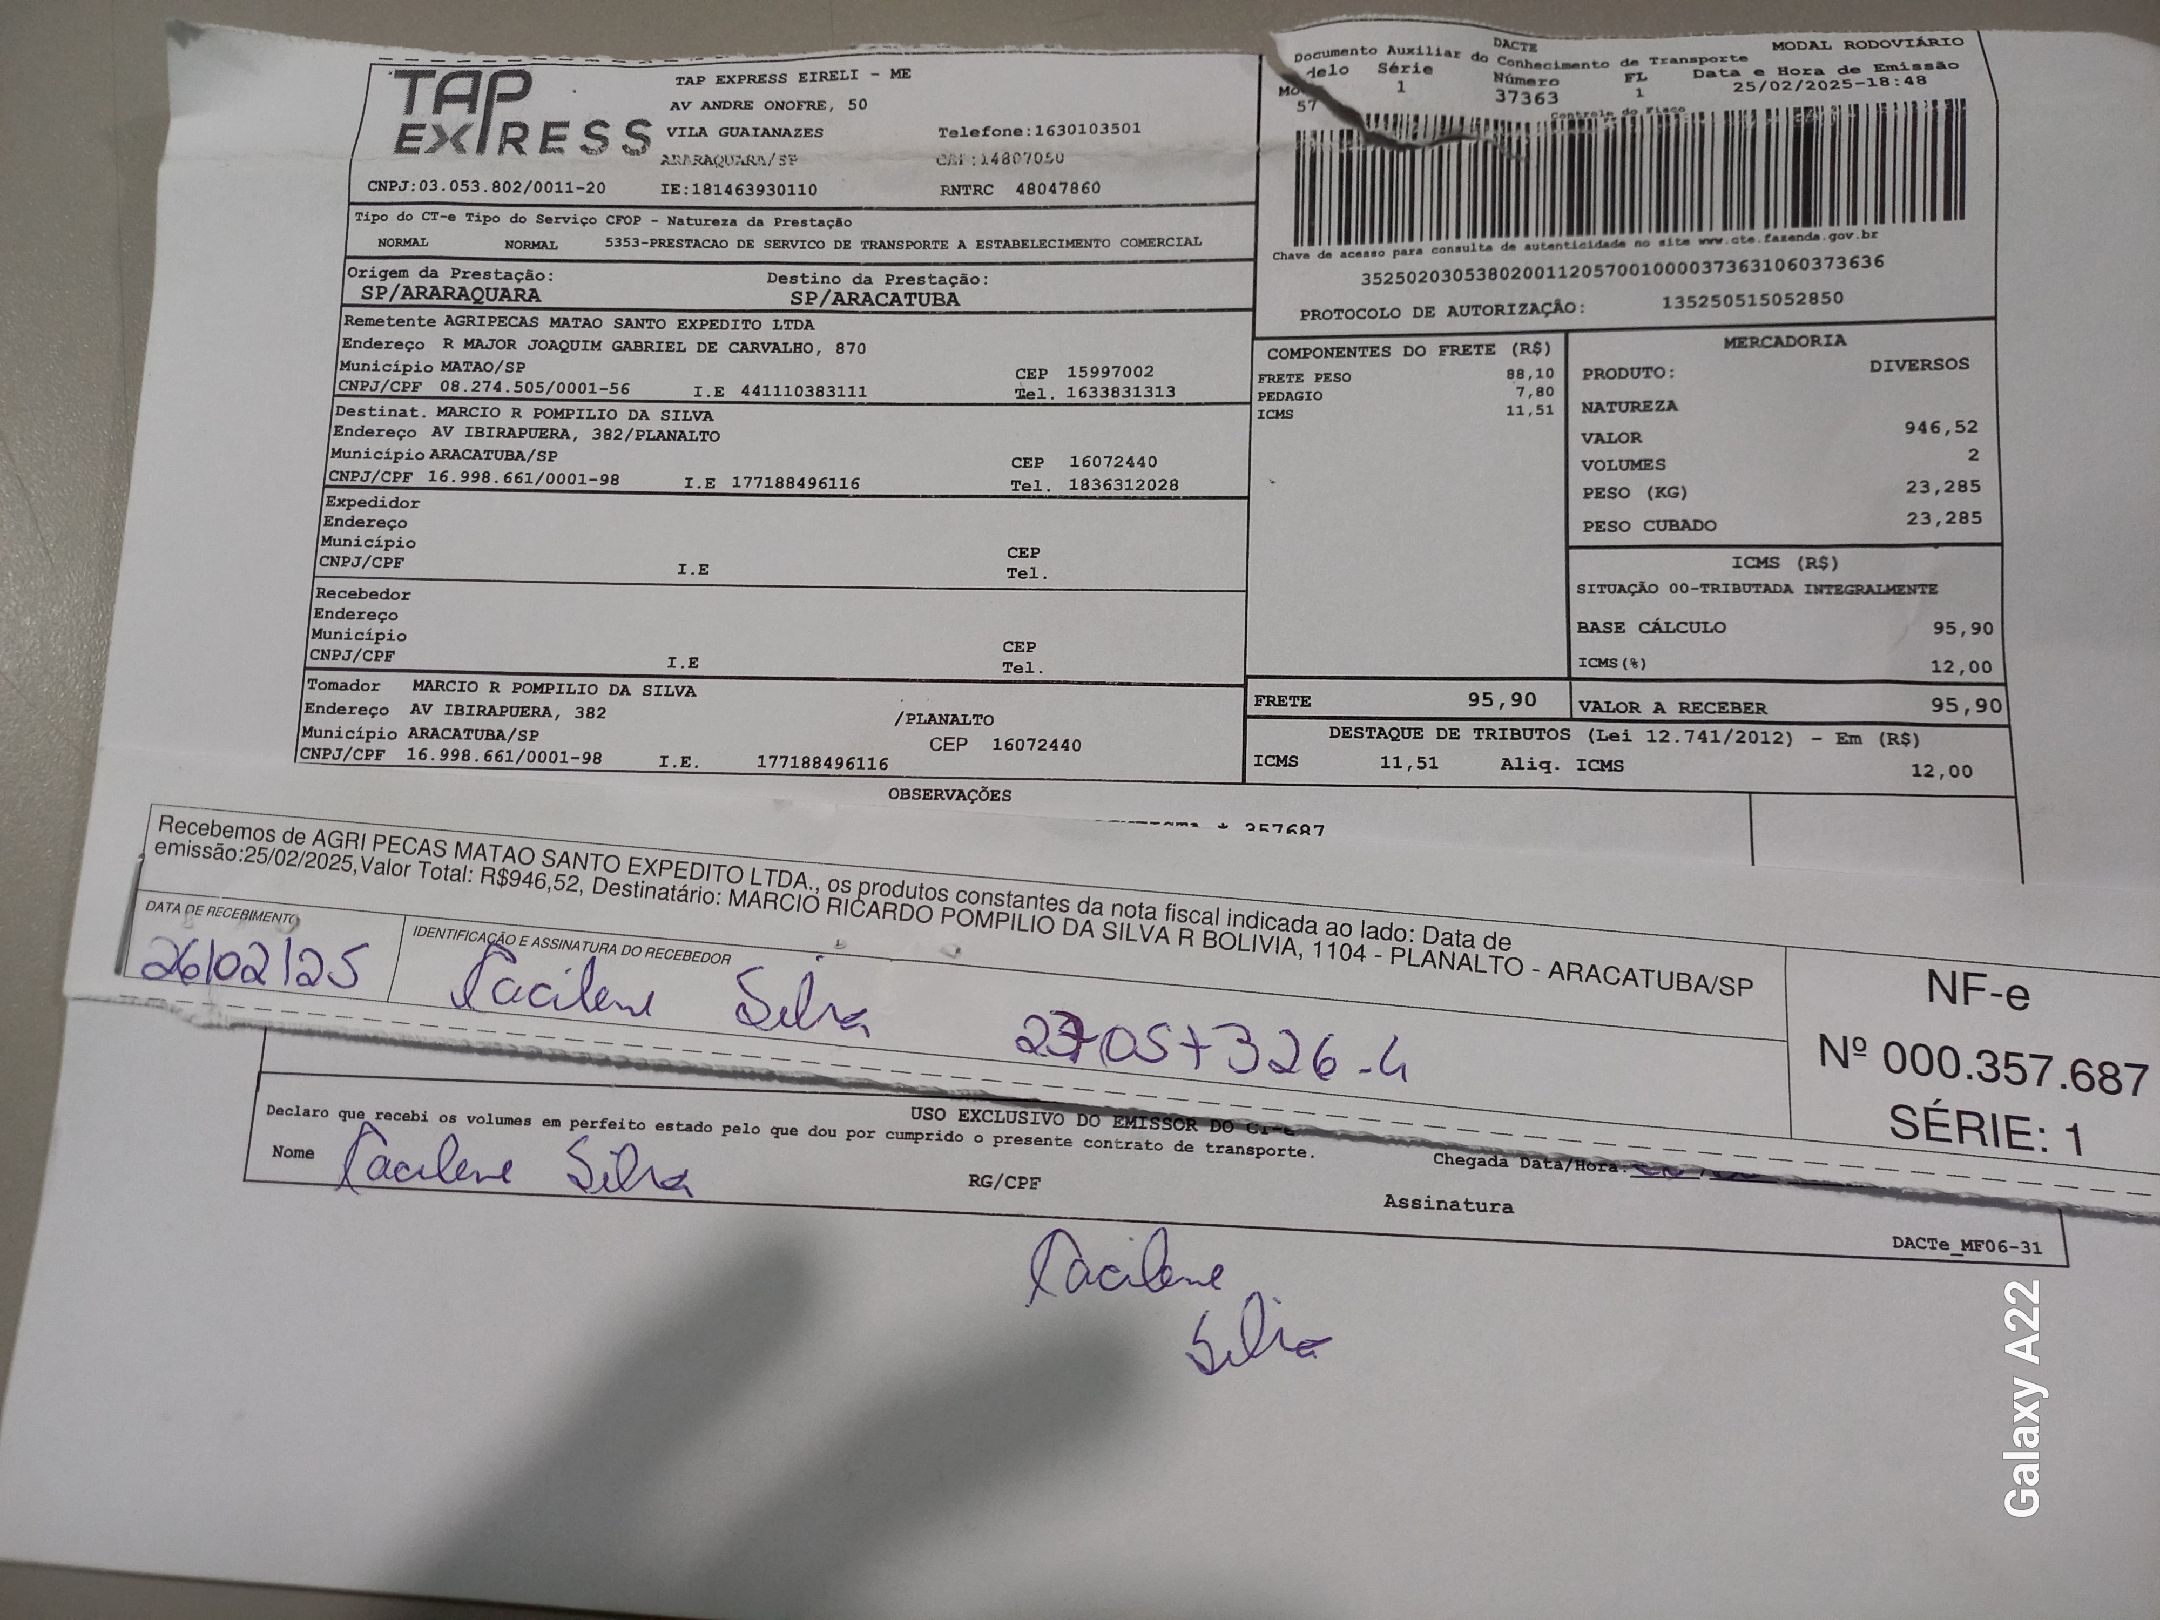 TAP EXPRESS
TAP EXPRESS EIRELI - ME
AV ANDRE ONOFRE, 50
VILA GUAIANAZES Telefone:1630103501
ARARAQUARA/SP CEP:14807050
CNPJ:03.053.802/0011-20 IE:181463930110 RNTRC 48047860
DACTE MODAL RODOVIÁRIO
Documento Auxiliar do Conhecimento de Transporte
Série Número FL Data e Hora de Emissão
57 1 37363 1 25/02/2025-18:48
Controle do Fisco
Chave de acesso para consulta de autenticidade no site www.cte.fazenda.gov.br
35250203053802001120570010000373631060373636
PROTOCOLO DE AUTORIZAÇÃO: 135250515052850
Tipo do CT-e Tipo do Serviço CFOP - Natureza da Prestação
NORMAL NORMAL 5353-PRESTACAO DE SERVICO DE TRANSPORTE A ESTABELECIMENTO COMERCIAL
Origem da Prestação: Destino da Prestação:
SP/ARARAQUARA SP/ARACATUBA
Remetente AGRIPECAS MATAO SANTO EXPEDITO LTDA
Endereço R MAJOR JOAQUIM GABRIEL DE CARVALHO, 870
Município MATAO/SP CEP 15997002
CNPJ/CPF 08.274.505/0001-56 I.E 441110383111 Tel. 1633831313
Destinat. MARCIO R POMPILIO DA SILVA
Endereço AV IBIRAPUERA, 382/PLANALTO
Município ARACATUBA/SP CEP 16072440
CNPJ/CPF 16.998.661/0001-98 I.E 177188496116 Tel. 1836312028
Expedidor
Endereço
Município CEP
CNPJ/CPF I.E Tel.
Recebedor
Endereço
Município CEP
CNPJ/CPF I.E Tel.
Tomador MARCIO R POMPILIO DA SILVA
Endereço AV IBIRAPUERA, 382 /PLANALTO
Município ARACATUBA/SP CEP 16072440
CNPJ/CPF 16.998.661/0001-98 I.E. 177188496116
COMPONENTES DO FRETE (R$)
FRETE PESO 88,10
PEDAGIO 7,80
ICMS 11,51
MERCADORIA
PRODUTO: DIVERSOS
NATUREZA
VALOR 946,52
VOLUMES 2
PESO (KG) 23,285
PESO CUBADO 23,285
ICMS (R$)
SITUAÇÃO 00-TRIBUTADA INTEGRALMENTE
BASE CÁLCULO 95,90
ICMS(%) 12,00
FRETE 95,90 VALOR A RECEBER 95,90
DESTAQUE DE TRIBUTOS (Lei 12.741/2012) - Em (R$)
ICMS 11,51 Aliq. ICMS 12,00
OBSERVAÇÕES
357687
Recebemos de AGRI PECAS MATAO SANTO EXPEDITO LTDA., os produtos constantes da nota fiscal indicada ao lado: Data de
emissão:25/02/2025,Valor Total: R$946,52, Destinatário: MARCIO RICARDO POMPILIO DA SILVA R BOLIVIA, 1104 - PLANALTO - ARACATUBA/SP
DATA DE RECEBIMENTO IDENTIFICAÇÃO E ASSINATURA DO RECEBEDOR
26/02/25 Silva
NF-e
Nº 000.357.687
SÉRIE: 1
USO EXCLUSIVO DO EMISSOR DO CT-e
Declaro que recebi os volumes em perfeito estado pelo que dou por cumprido o presente contrato de transporte.
Nome Silva RG/CPF Chegada Data/Hora: Assinatura
DACTe_MF06-31
Silva
Galaxy A22